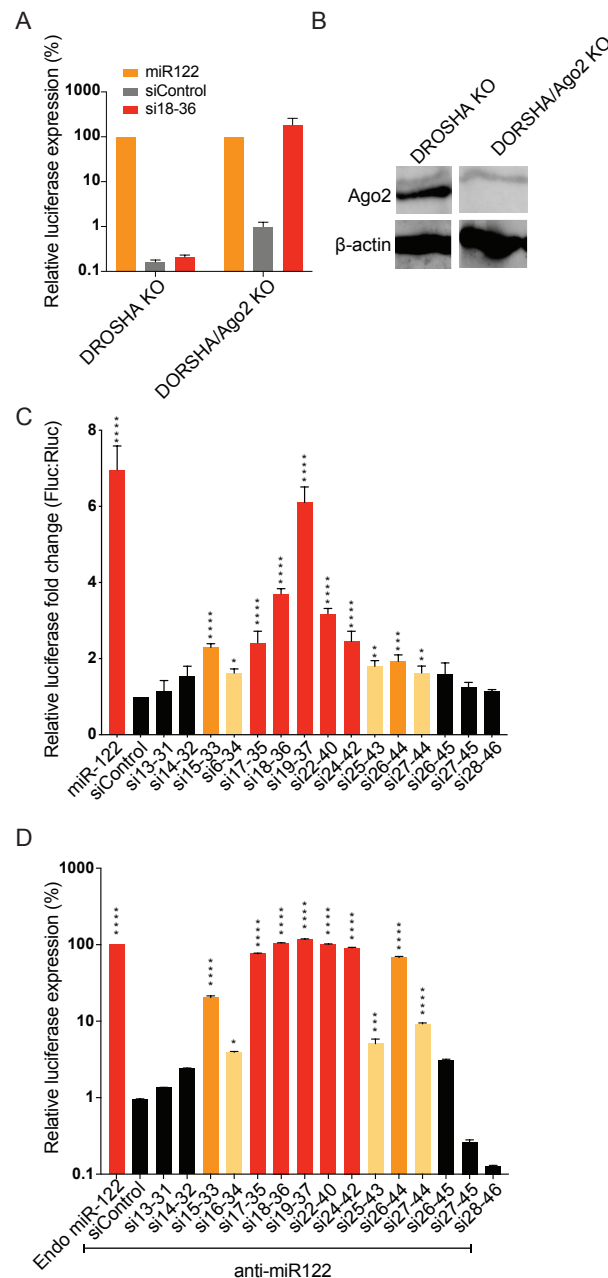 A
Relative luciferase expression (%)
1000
100
10
1
0.1
miR122
siControl
si18-36
DROSHA KO
DORSHA/Ago2 KO
B
DROSHA KO
DORSHA/Ago2 KO
Ago2
β-actin
C
Relative luciferase fold change (Fluc:Rluc)
8
6
4
2
0
****
****
*
****
****
****
****
****
**
***
**
miR-122
siControl
si13-31
si14-32
si15-33
si6-34
si17-35
si18-36
si19-37
si22-40
si24-42
si25-43
si26-44
si27-44
si26-45
si27-45
si28-46
D
Relative luciferase expression (%)
1000
100
10
1
0.1
****
****
*
****
****
****
****
****
***
****
****
Endo miR-122
siControl
si13-31
si14-32
si15-33
si16-34
si17-35
si18-36
si19-37
si22-40
si24-42
si25-43
si26-44
si27-44
si26-45
si27-45
si28-46
anti-miR122